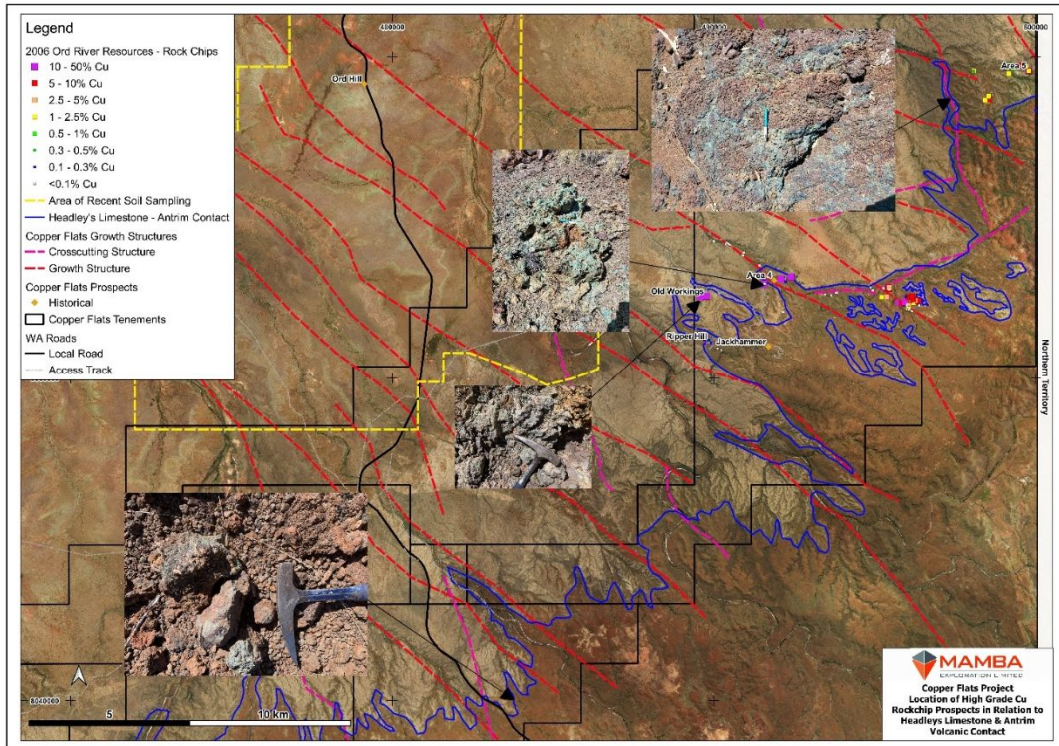 Legend
2006 Ord River Resources - Rock Chips
10 - 50% Cu
5 - 10% Cu
2.5 - 5% Cu
1 - 2.5% Cu
0.5 - 1% Cu
0.3 - 0.5% Cu
0.1 - 0.3% Cu
<0.1% Cu
Area of Recent Soil Sampling
Headley's Limestone - Antrim Contact
Copper Flats Growth Structures
Crosscutting Structure
Growth Structure
Copper Flats Prospects
Historical
Copper Flats Tenements
WA Roads
Local Road
Access Track
500000
Ord Hill
Area 5
Area 4
Old Workings
Ripper Hill
Jackhammer
Northern Territory
8040000
5
10 km
MAMBA
EXPLORATION LIMITED
Copper Flats Project
Location of High Grade Cu
Rockchip Prospects in Relation to
Headleys Limestone & Antrim
Volcanic Contact